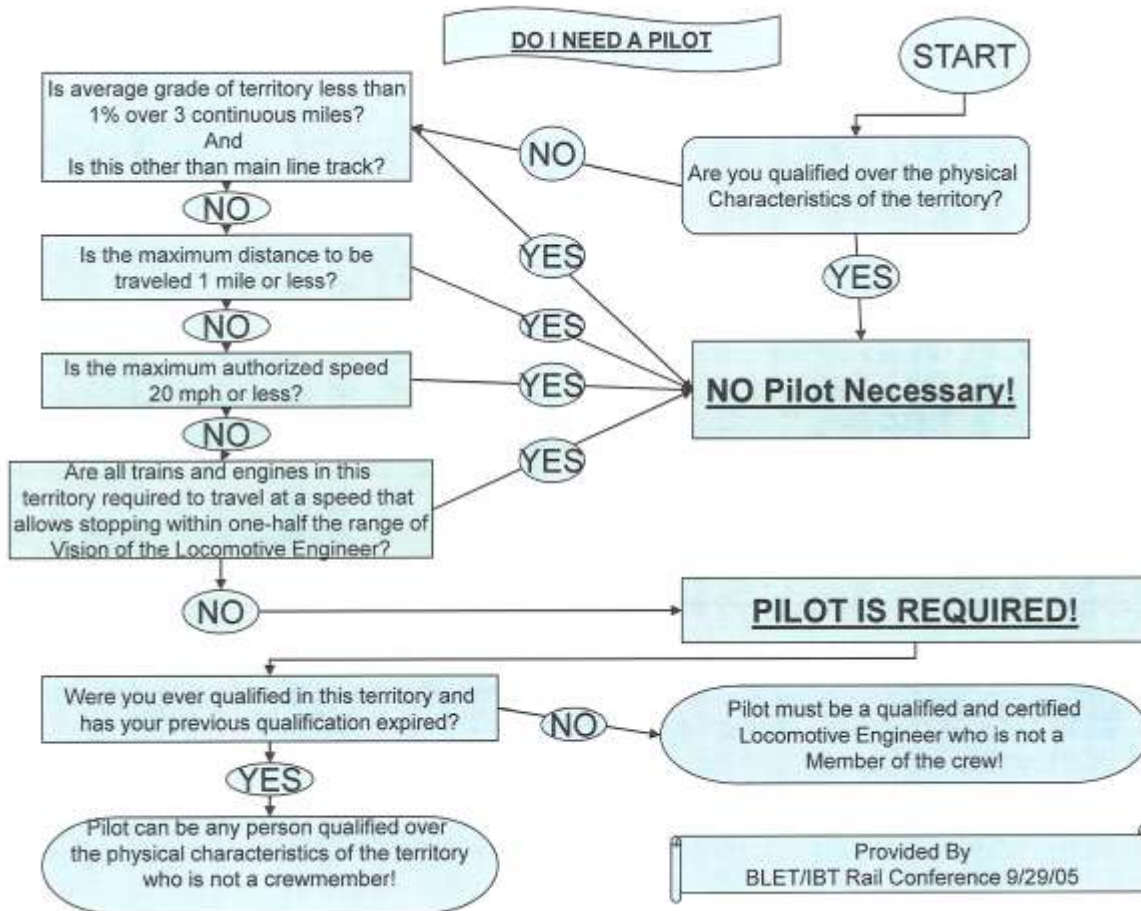 DO I NEED A PILOT
START
Are you qualified over the physical
Characteristics of the territory?
NO
YES
NO Pilot Necessary!
Is average grade of territory less than
1% over 3 continuous miles?
And
Is this other than main line track?
YES
NO
Is the maximum distance to be
traveled 1 mile or less?
YES
NO
Is the maximum authorized speed
20 mph or less?
YES
NO
Are all trains and engines in this
territory required to travel at a speed that
allows stopping within one-half the range of
Vision of the Locomotive Engineer?
YES
NO
PILOT IS REQUIRED!
Were you ever qualified in this territory and
has your previous qualification expired?
NO
Pilot must be a qualified and certified
Locomotive Engineer who is not a
Member of the crew!
YES
Pilot can be any person qualified over
the physical characteristics of the territory
who is not a crewmember!
Provided By
BLET/IBT Rail Conference 9/29/05